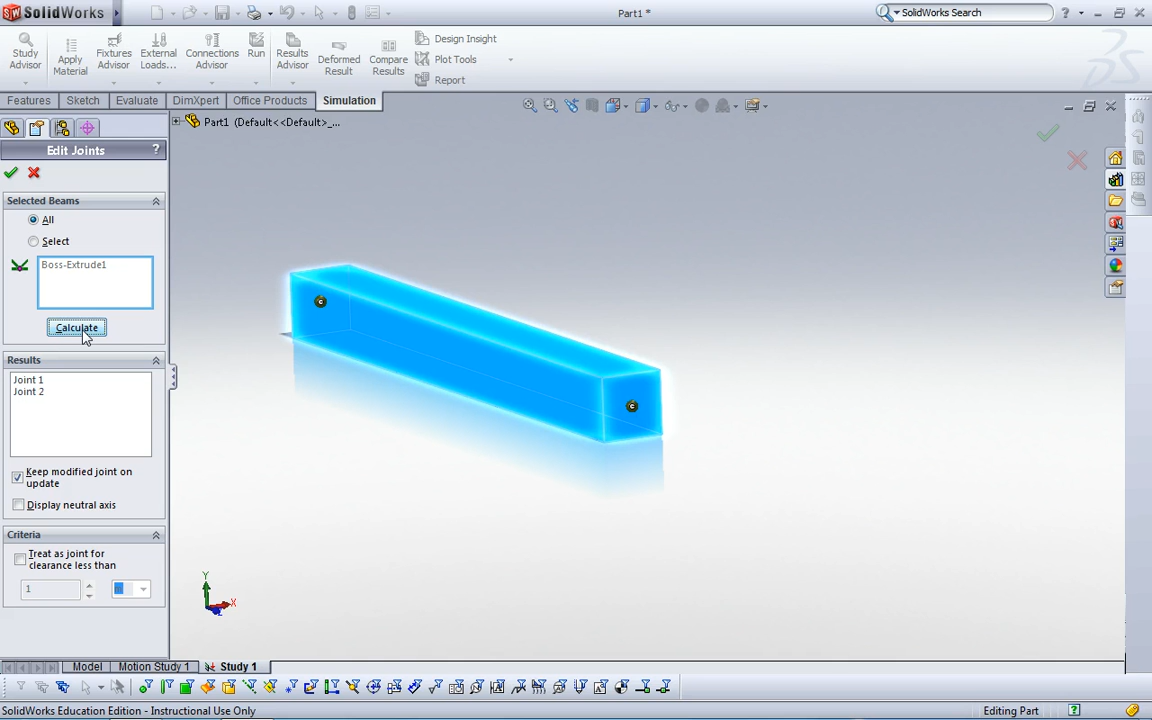 SolidWorks
Part1 *
SolidWorks Search
Study Advisor
Apply Material
Fixtures Advisor
External Loads...
Connections Advisor
Run
Results Advisor
Deformed Result
Compare Results
Design Insight
Plot Tools
Report
Features
Sketch
Evaluate
DimXpert
Office Products
Simulation
Part1 (Default<<Default>_...
Edit Joints
?
Selected Beams
All
Select
Boss-Extrude1
Calculate
Results
Joint 1
Joint 2
Keep modified joint on
update
Display neutral axis
Criteria
Treat as joint for
clearance less than
1
C
C
Y
X
Model
Motion Study 1
Study 1
SolidWorks Education Edition - Instructional Use Only
Editing Part